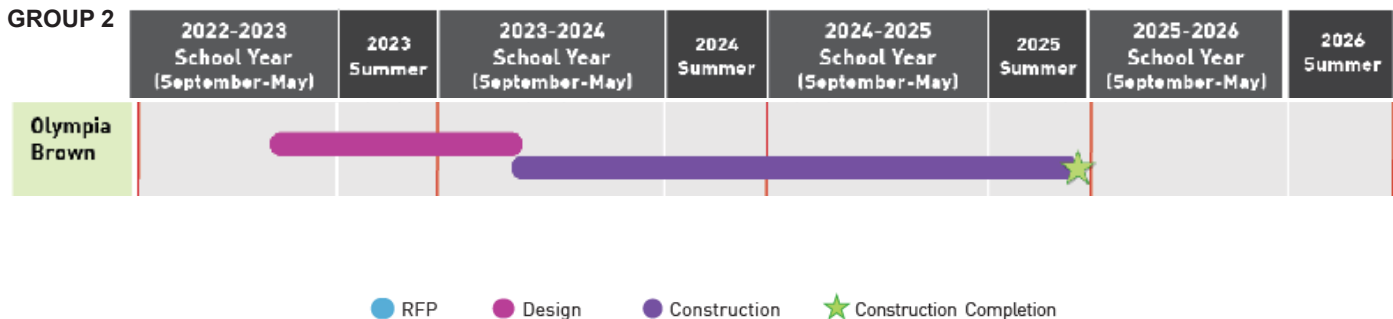 GROUP 2
2022-2023
School Year
(September-May)
2023
Summer
2023-2024
School Year
(September-May)
2024
Summer
2024-2025
School Year
(September-May)
2025
Summer
2025-2026
School Year
(September-May)
2026
Summer
Olympia
Brown
RFP
Design
Construction
Construction Completion